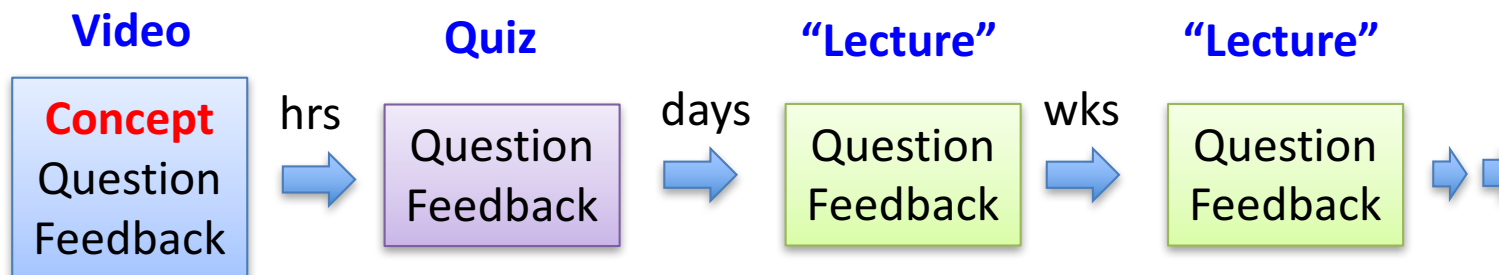 Video
Quiz
“Lecture”
“Lecture”
Concept
Question
Feedback
hrs
Question
Feedback
days
Question
Feedback
wks
Question
Feedback